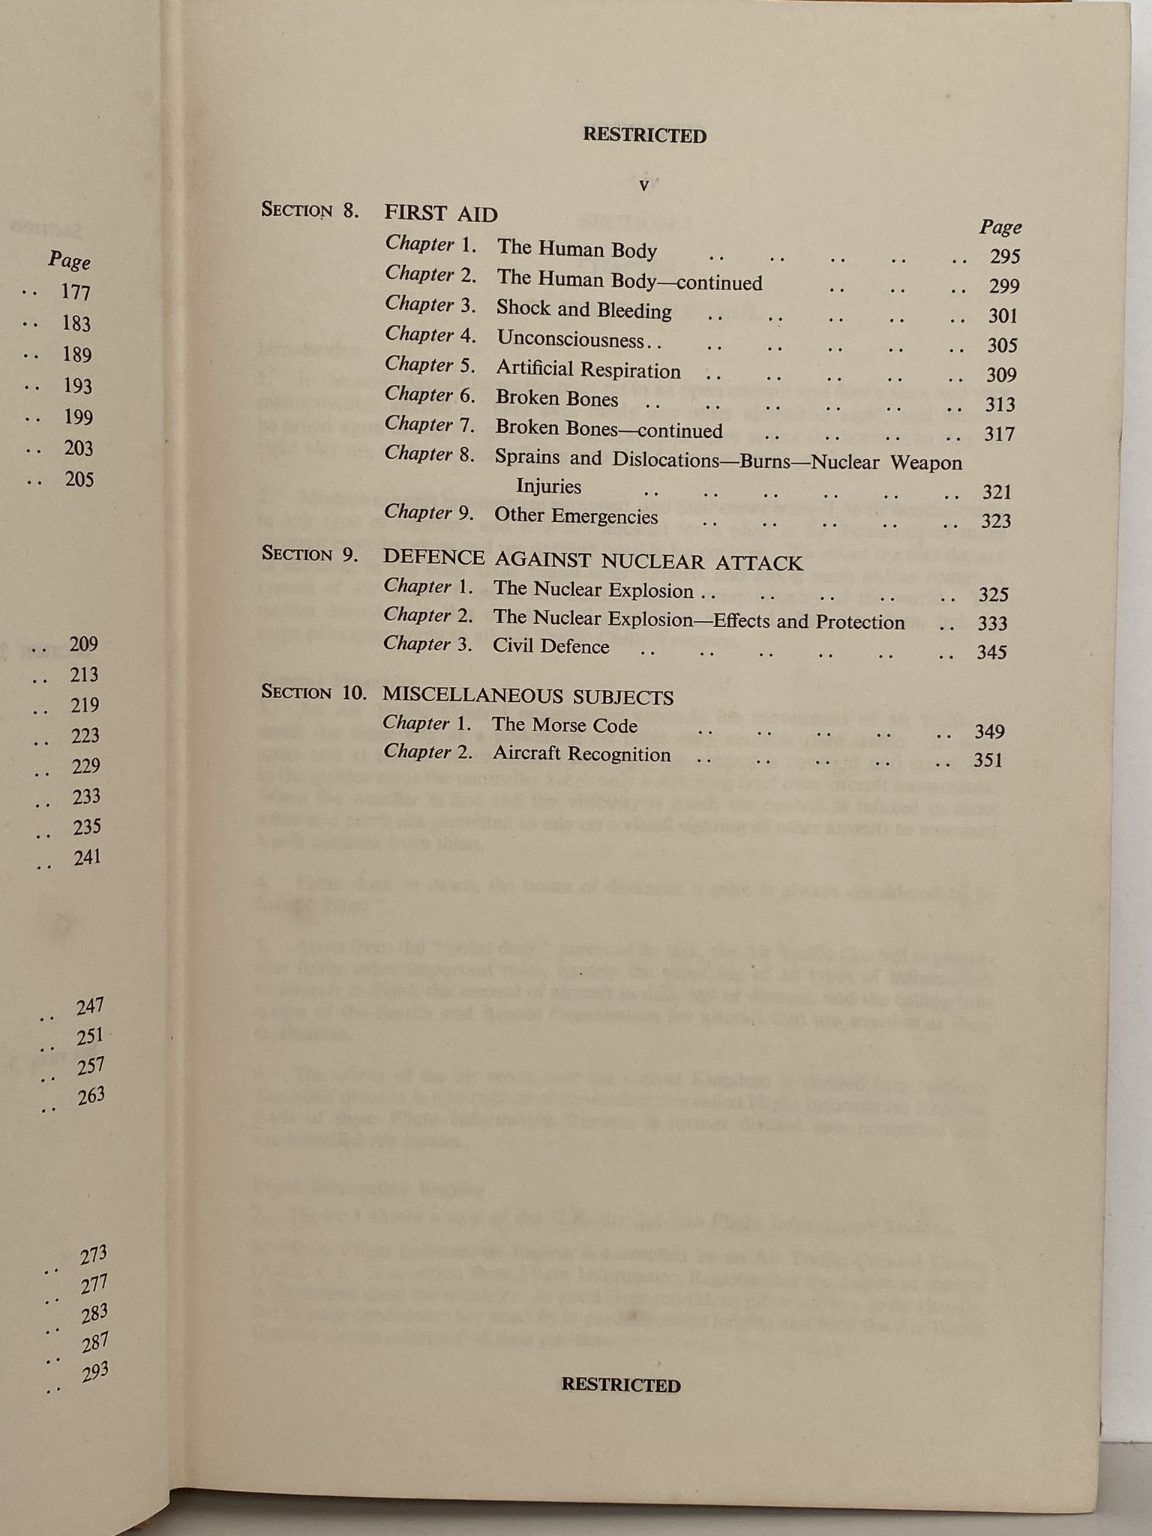 Page
.. 177
.. 183
.. 189
.. 193
.. 199
.. 203
.. 205
.. 209
.. 213
.. 219
.. 223
.. 229
.. 233
.. 235
.. 241
.. 247
.. 251
.. 257
.. 263
.. 273
.. 277
.. 283
.. 287
.. 293
RESTRICTED
v
SECTION 8. FIRST AID
Page
Chapter 1. The Human Body .. .. .. .. .. 295
Chapter 2. The Human Body—continued .. .. .. 299
Chapter 3. Shock and Bleeding .. .. .. .. .. 301
Chapter 4. Unconsciousness .. .. .. .. .. .. 305
Chapter 5. Artificial Respiration .. .. .. .. .. 309
Chapter 6. Broken Bones .. .. .. .. .. .. 313
Chapter 7. Broken Bones—continued .. .. .. .. 317
Chapter 8. Sprains and Dislocations—Burns—Nuclear Weapon
Injuries .. .. .. .. .. .. 321
Chapter 9. Other Emergencies .. .. .. .. .. 323
SECTION 9. DEFENCE AGAINST NUCLEAR ATTACK
Chapter 1. The Nuclear Explosion .. .. .. .. .. 325
Chapter 2. The Nuclear Explosion—Effects and Protection .. 333
Chapter 3. Civil Defence .. .. .. .. .. .. 345
SECTION 10. MISCELLANEOUS SUBJECTS
Chapter 1. The Morse Code .. .. .. .. .. 349
Chapter 2. Aircraft Recognition .. .. .. .. .. 351
RESTRICTED